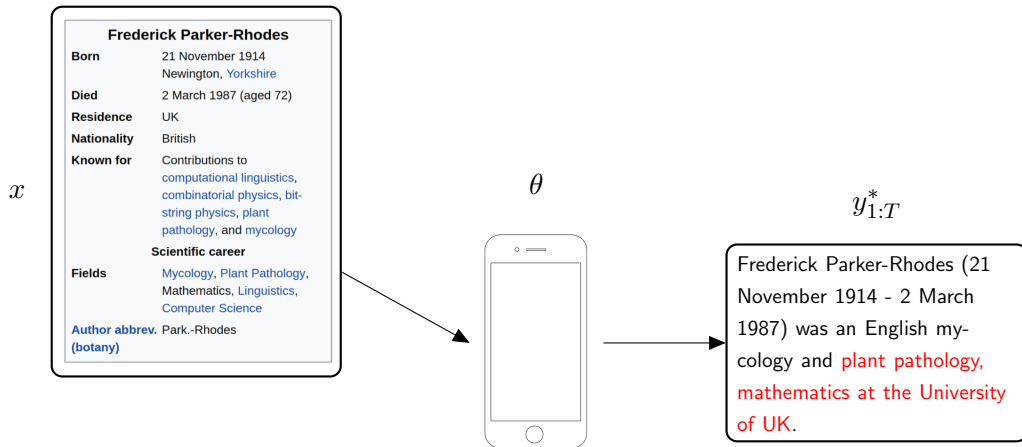 Frederick Parker-Rhodes
Born 21 November 1914
Newington, Yorkshire
Died 2 March 1987 (aged 72)
Residence UK
Nationality British
Known for Contributions to
computational linguistics,
combinatorial physics, bit-
string physics, plant
pathology, and mycology
Scientific career
Fields Mycology, Plant Pathology,
Mathematics, Linguistics,
Computer Science
Author abbrev. Park.-Rhodes
(botany)
x
θ
y*1:T
Frederick Parker-Rhodes (21
November 1914 - 2 March
1987) was an English my-
cology and plant pathology,
mathematics at the University
of UK.